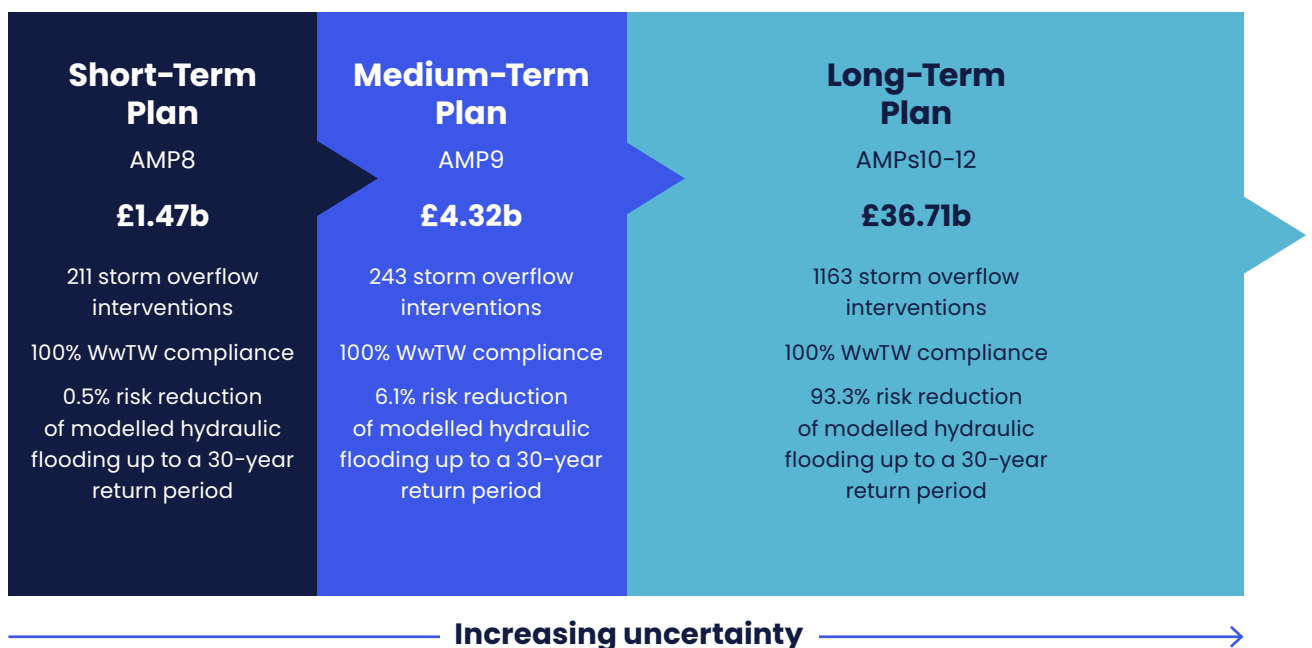 Short-Term
Plan
AMP8
£1.47b
211 storm overflow
interventions
100% WwTW compliance
0.5% risk reduction
of modelled hydraulic
flooding up to a 30-year
return period
Medium-Term
Plan
AMP9
£4.32b
243 storm overflow
interventions
100% WwTW compliance
6.1% risk reduction
of modelled hydraulic
flooding up to a 30-year
return period
Long-Term
Plan
AMPs10-12
£36.71b
1163 storm overflow
interventions
100% WwTW compliance
93.3% risk reduction
of modelled hydraulic
flooding up to a 30-year
return period
Increasing uncertainty